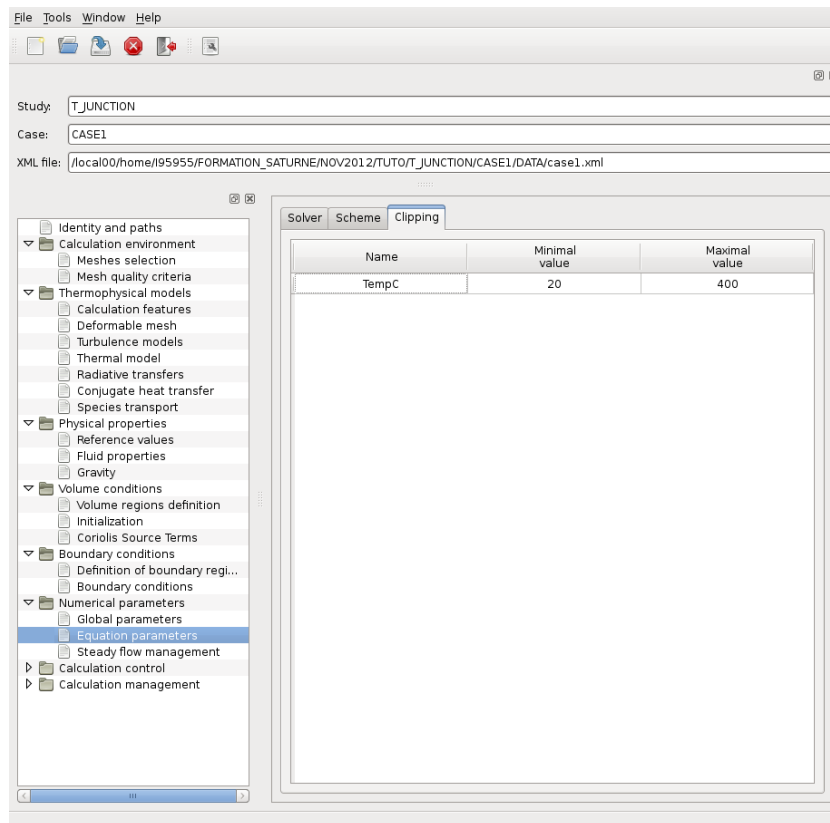 File Tools Window Help
Study: T_JUNCTION
Case: CASE1
XML file: /local00/home/I95955/FORMATION_SATURNE/NOV2012/TUTO/T_JUNCTION/CASE1/DATA/case1.xml
Identity and paths
Calculation environment
Meshes selection
Mesh quality criteria
Thermophysical models
Calculation features
Deformable mesh
Turbulence models
Thermal model
Radiative transfers
Conjugate heat transfer
Species transport
Physical properties
Reference values
Fluid properties
Gravity
Volume conditions
Volume regions definition
Initialization
Coriolis Source Terms
Boundary conditions
Definition of boundary regi...
Boundary conditions
Numerical parameters
Global parameters
Equation parameters
Steady flow management
Calculation control
Calculation management
Solver Scheme Clipping
Name Minimal value Maximal value
TempC 20 400